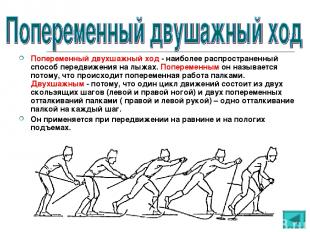 Попеременный двушажный ход
Попеременный двухшажный ход - наиболее распространенный
способ передвижения на лыжах. Попеременным он называется
потому, что происходит попеременная работа палками.
Двухшажным - потому, что один цикл движений состоит из двух
скользящих шагов (левой и правой ногой) и двух попеременных
отталкиваний палками ( правой и левой рукой) – одно отталкивание
палкой на каждый шаг.
Он применяется при передвижении на равнине и на пологих
подъемах.